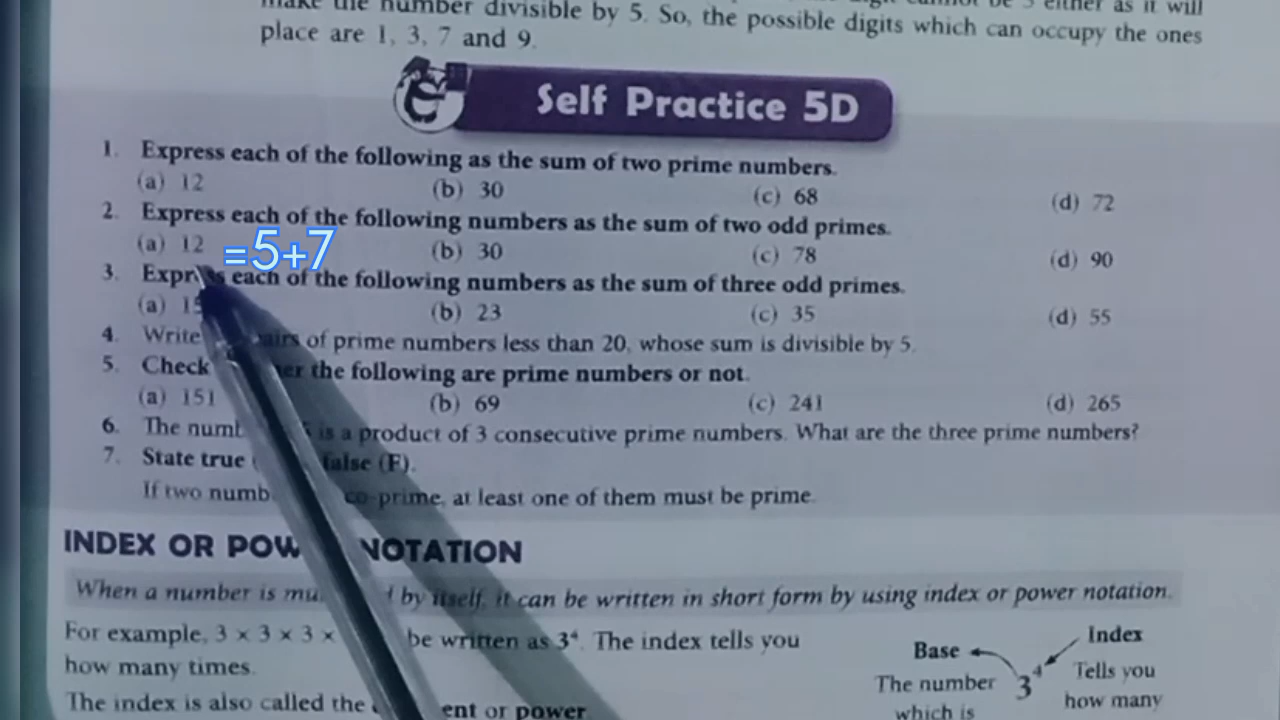 make the number divisible by 5. So, the possible digits which can occupy the ones
place are 1, 3, 7 and 9.
Self Practice 5D
1. Express each of the following as the sum of two prime numbers.
(a) 12 (b) 30 (c) 68 (d) 72
2. Express each of the following numbers as the sum of two odd primes.
(a) 12 =5+7 (b) 30 (c) 78 (d) 90
3. Express each of the following numbers as the sum of three odd primes.
(a) 15 (b) 23 (c) 35 (d) 55
4. Write of prime numbers less than 20, whose sum is divisible by 5.
5. Check the following are prime numbers or not.
(a) 151 (b) 69 (c) 241 (d) 265
6. The is a product of 3 consecutive prime numbers. What are the three prime numbers?
7. State true false (F).
If two co-prime, at least one of them must be prime.
INDEX OR POWER NOTATION
When a number is by itself, it can be written in short form by using index or power notation.
For example, 3 × 3 × 3 × be written as 3⁴. The index tells you
how many times.
The index is also called the or power
Base Index
The number 3⁴ Tells you
which is how many